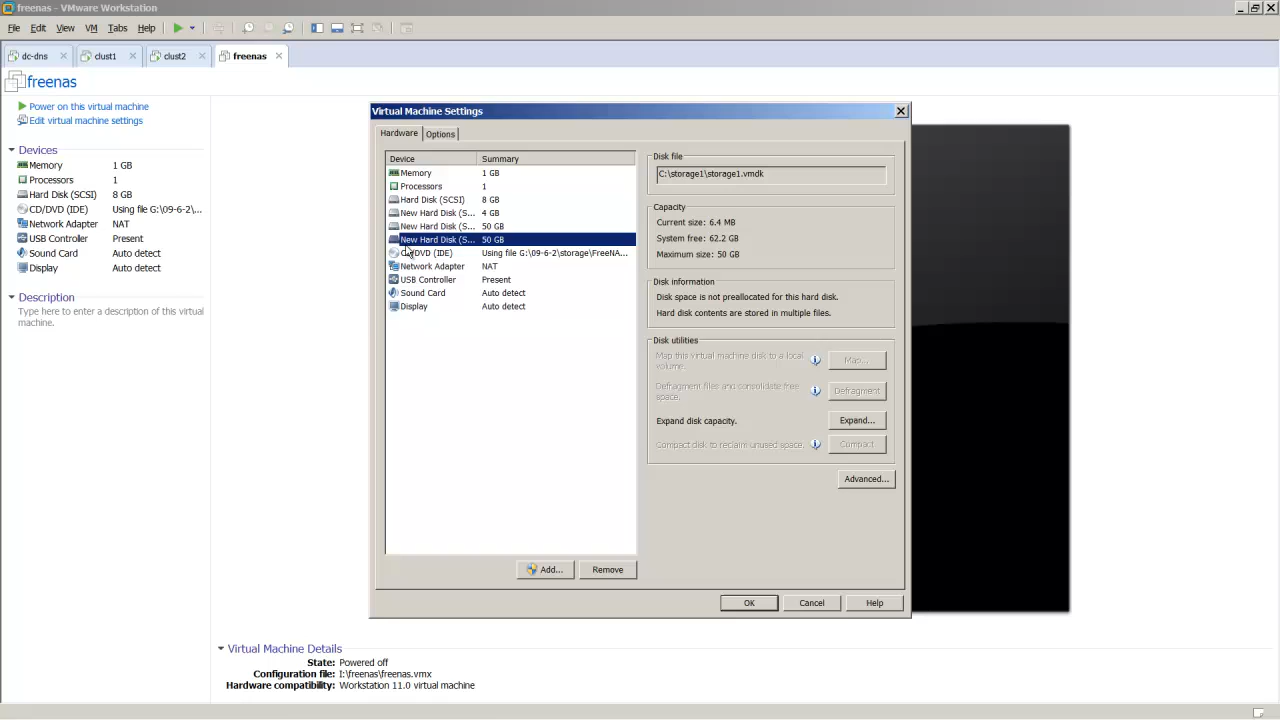 freenas - VMware Workstation
File Edit View VM Tabs Help
dc-dns clust1 clust2 freenas
freenas
Power on this virtual machine
Edit virtual machine settings
Devices
Memory 1 GB
Processors 1
Hard Disk (SCSI) 8 GB
CD/DVD (IDE) Using file G:\09-6-2\...
Network Adapter NAT
USB Controller Present
Sound Card Auto detect
Display Auto detect
Description
Type here to enter a description of this virtual
machine.
Virtual Machine Settings
Hardware Options
Device Summary
Memory 1 GB
Processors 1
Hard Disk (SCSI) 8 GB
New Hard Disk (S... 4 GB
New Hard Disk (S... 50 GB
New Hard Disk (S... 50 GB
CD/DVD (IDE) Using file G:\09-6-2\storage\FreeNA...
Network Adapter NAT
USB Controller Present
Sound Card Auto detect
Display Auto detect
Add... Remove
Disk file
C:\storage1\storage1.vmdk
Capacity
Current size: 6.4 MB
System free: 62.2 GB
Maximum size: 50 GB
Disk information
Disk space is not preallocated for this hard disk.
Hard disk contents are stored in multiple files.
Disk utilities
Map this virtual machine disk to a local
volume.
Map...
Defragment files and consolidate free
space.
Defragment
Expand disk capacity. Expand...
Compact disk to reclaim unused space. Compact
Advanced...
OK Cancel Help
Virtual Machine Details
State: Powered off
Configuration file: I:\freenas\freenas.vmx
Hardware compatibility: Workstation 11.0 virtual machine